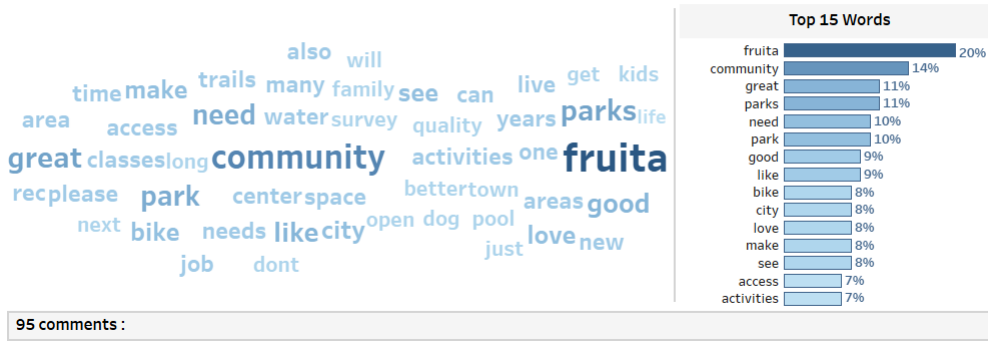 also will
time make trails many family see can live get kids
area access need water survey quality years parks life
great classes long community activities one fruita
rec please park center space better town areas good
next bike needs like city open dog pool love new
job dont just
Top 15 Words
fruita 20%
community 14%
great 11%
parks 11%
need 10%
park 10%
good 9%
like 9%
bike 8%
city 8%
love 8%
make 8%
see 8%
access 7%
activities 7%
95 comments :